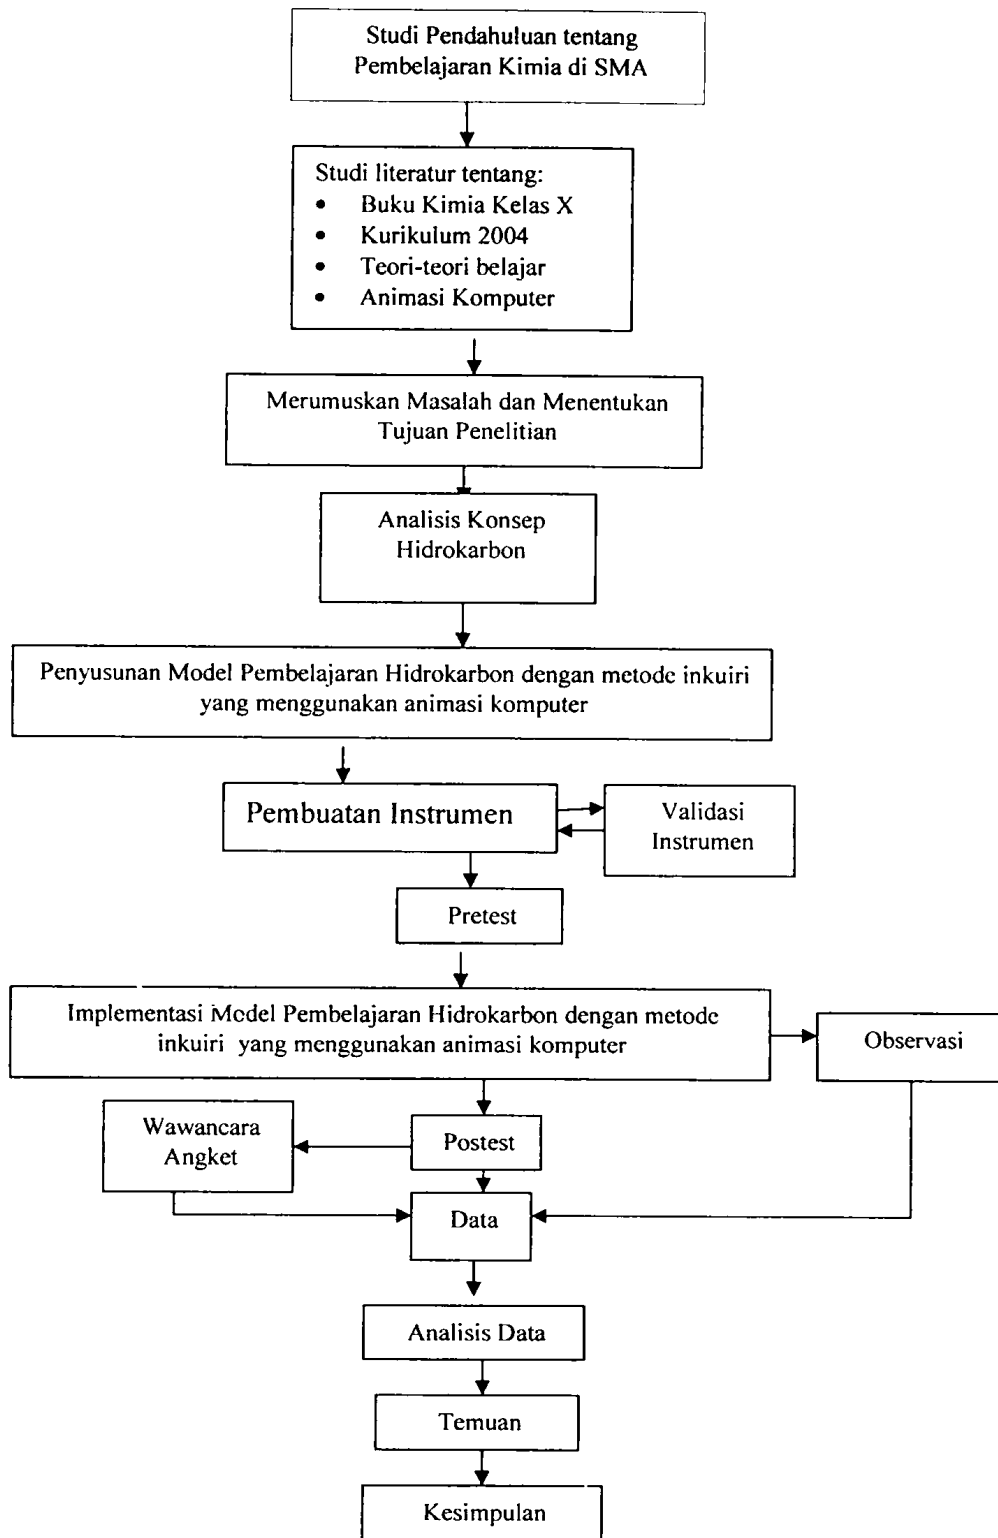 Studi Pendahuluan tentang
Pembelajaran Kimia di SMA
Studi literatur tentang:
• Buku Kimia Kelas X
• Kurikulum 2004
• Teori-teori belajar
• Animasi Komputer
Merumuskan Masalah dan Menentukan
Tujuan Penelitian
Analisis Konsep
Hidrokarbon
Penyusunan Model Pembelajaran Hidrokarbon dengan metode inkuiri
yang menggunakan animasi komputer
Pembuatan Instrumen
Validasi
Instrumen
Pretest
Implementasi Model Pembelajaran Hidrokarbon dengan metode
inkuiri yang menggunakan animasi komputer
Observasi
Wawancara
Angket
Postest
Data
Analisis Data
Temuan
Kesimpulan